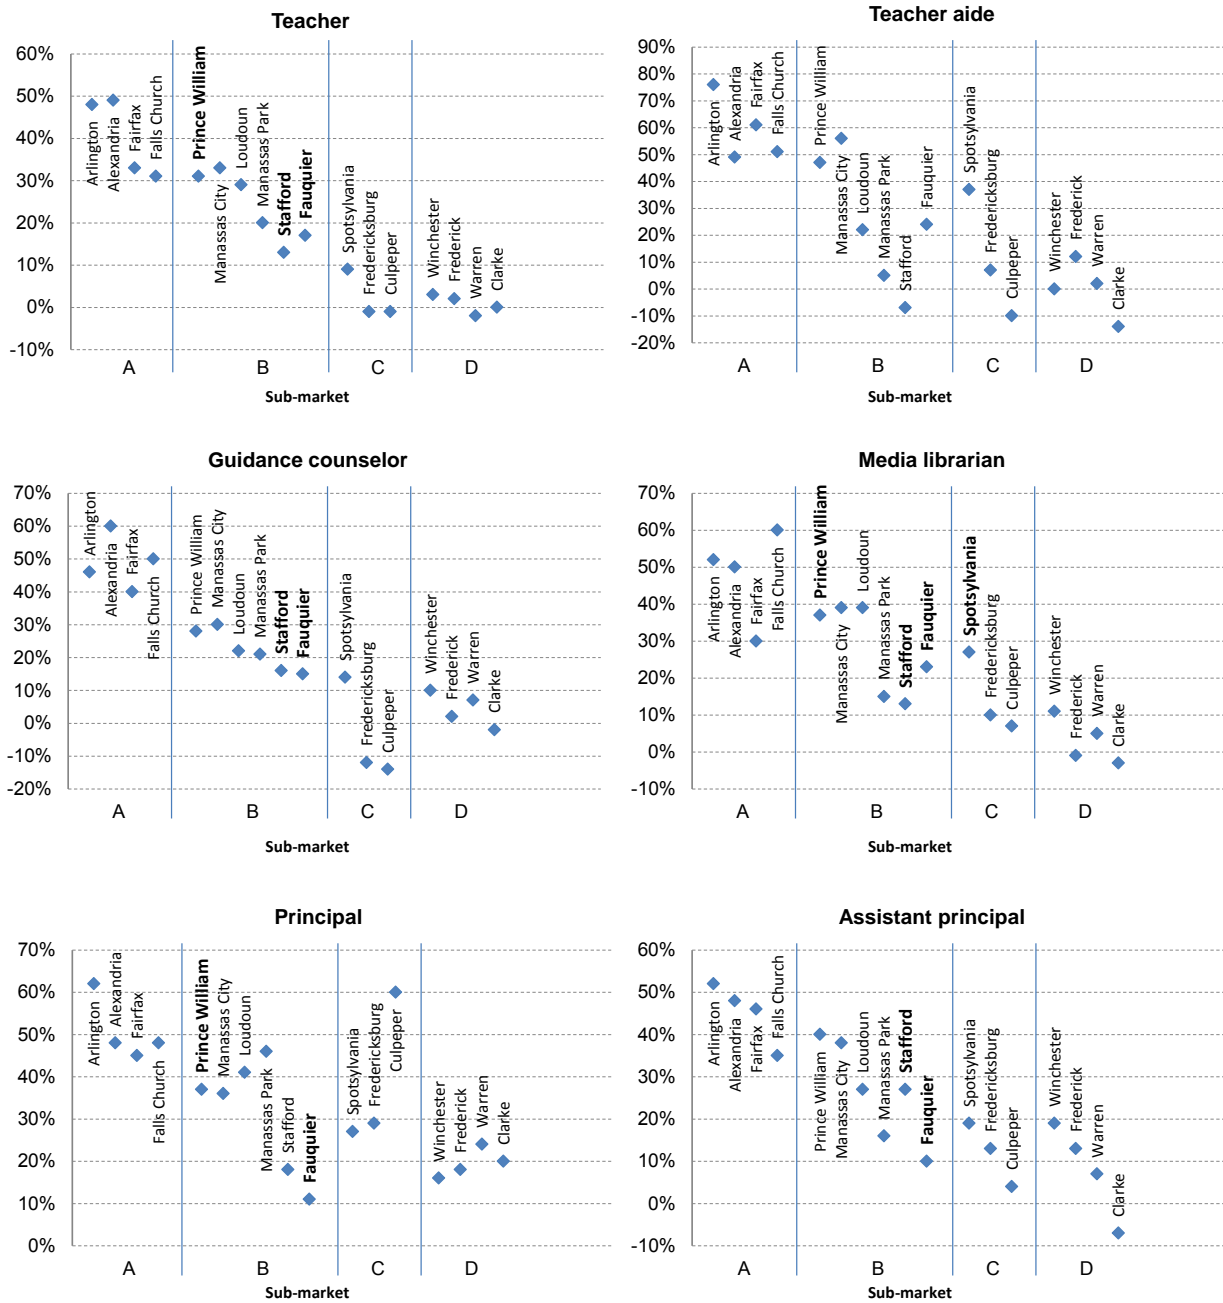 Teacher
60%
50%
40%
30%
20%
10%
0%
-10%
Arlington
Alexandria
Fairfax
Falls Church
Prince William
Manassas City
Loudoun
Manassas Park
Stafford
Fauquier
Spotsylvania
Fredericksburg
Culpeper
Winchester
Frederick
Warren
Clarke
A B C D
Sub-market
Teacher aide
90%
80%
70%
60%
50%
40%
30%
20%
10%
0%
-10%
-20%
Arlington
Alexandria
Fairfax
Falls Church
Prince William
Manassas City
Loudoun
Manassas Park
Stafford
Fauquier
Spotsylvania
Fredericksburg
Culpeper
Winchester
Frederick
Warren
Clarke
A B C D
Sub-market
Guidance counselor
70%
60%
50%
40%
30%
20%
10%
0%
-10%
-20%
Arlington
Alexandria
Fairfax
Falls Church
Prince William
Manassas City
Loudoun
Manassas Park
Stafford
Fauquier
Spotsylvania
Fredericksburg
Culpeper
Winchester
Frederick
Warren
Clarke
A B C D
Sub-market
Media librarian
70%
60%
50%
40%
30%
20%
10%
0%
-10%
Arlington
Alexandria
Fairfax
Falls Church
Prince William
Manassas City
Loudoun
Manassas Park
Stafford
Fauquier
Spotsylvania
Fredericksburg
Culpeper
Winchester
Frederick
Warren
Clarke
A B C D
Sub-market
Principal
70%
60%
50%
40%
30%
20%
10%
0%
Arlington
Alexandria
Fairfax
Falls Church
Prince William
Manassas City
Loudoun
Manassas Park
Stafford
Fauquier
Spotsylvania
Fredericksburg
Culpeper
Winchester
Frederick
Warren
Clarke
A B C D
Sub-market
Assistant principal
60%
50%
40%
30%
20%
10%
0%
-10%
Arlington
Alexandria
Fairfax
Falls Church
Prince William
Manassas City
Loudoun
Manassas Park
Stafford
Fauquier
Spotsylvania
Fredericksburg
Culpeper
Winchester
Frederick
Warren
Clarke
A B C D
Sub-market